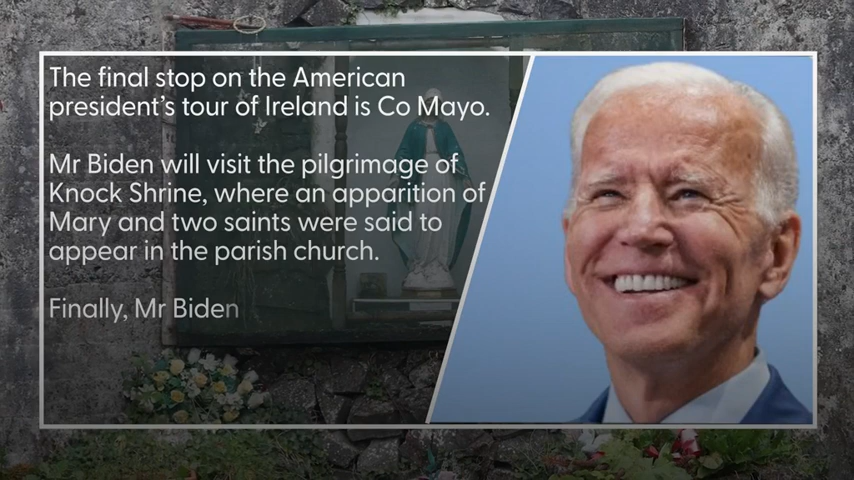 The final stop on the American
president's tour of Ireland is Co Mayo.
Mr Biden will visit the pilgrimage of
Knock Shrine, where an apparition of
Mary and two saints were said to
appear in the parish church.
Finally, Mr Biden